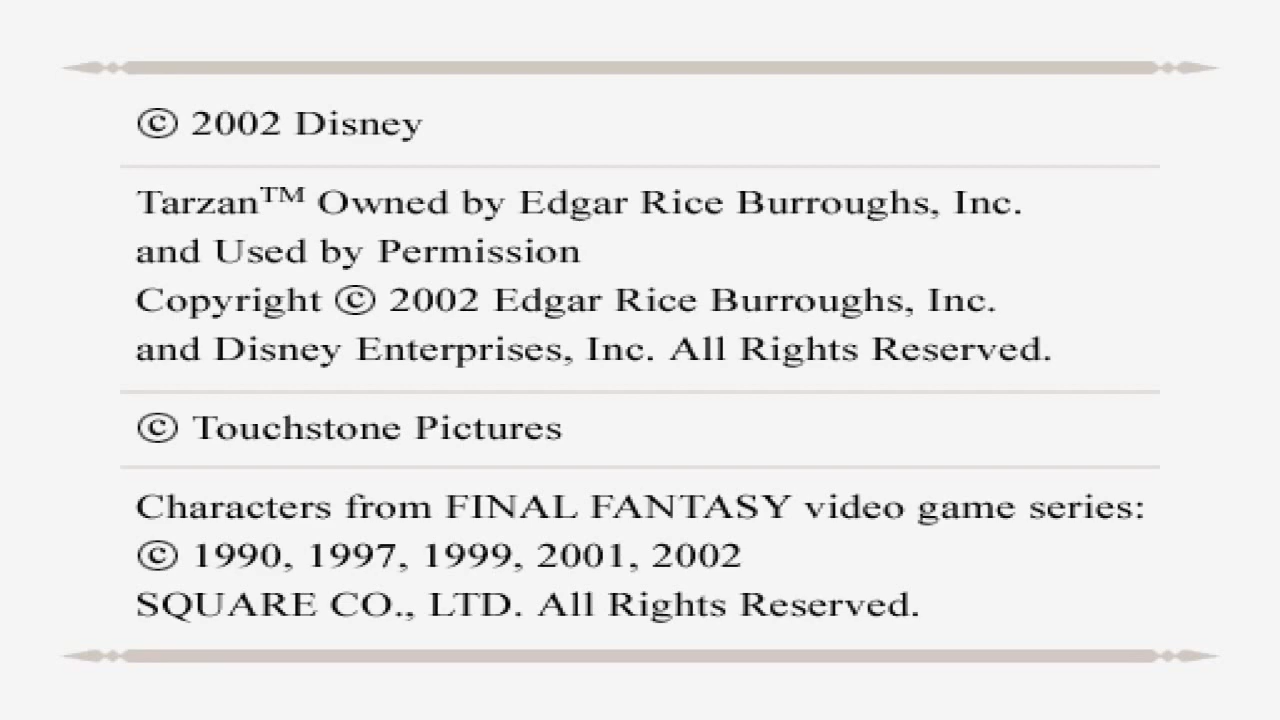 © 2002 Disney
Tarzan™ Owned by Edgar Rice Burroughs, Inc.
and Used by Permission
Copyright © 2002 Edgar Rice Burroughs, Inc.
and Disney Enterprises, Inc. All Rights Reserved.
© Touchstone Pictures
Characters from FINAL FANTASY video game series:
© 1990, 1997, 1999, 2001, 2002
SQUARE CO., LTD. All Rights Reserved.